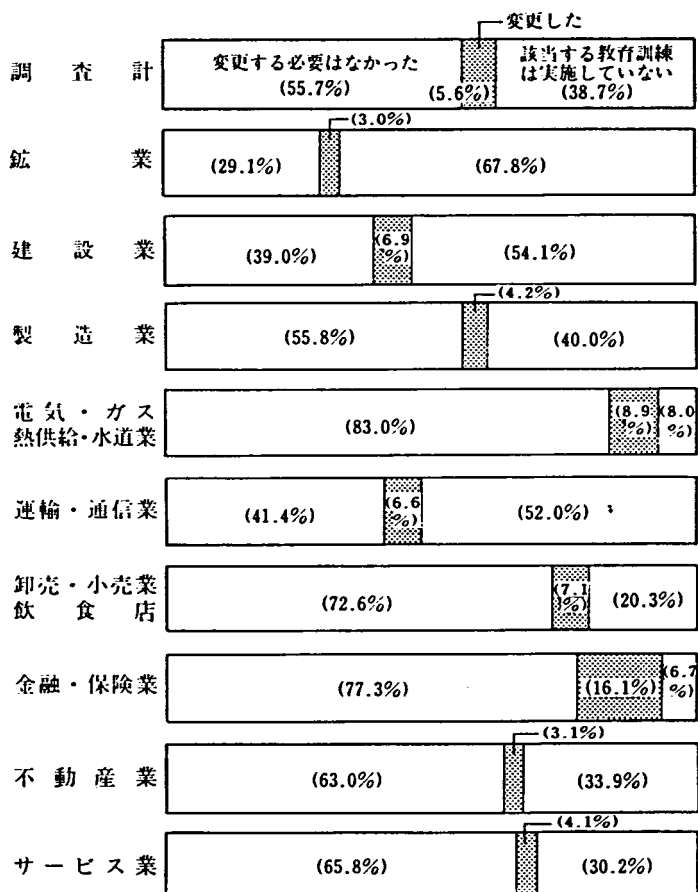 変更した
調査計
変更する必要はなかった
(55.7%)
(5.6%)
該当する教育訓練
は実施していない
(38.7%)
鉱業
(29.1%)
(3.0%)
(67.8%)
建設業
(39.0%)
(6.9
%)
(54.1%)
製造業
(55.8%)
(4.2%)
(40.0%)
電気・ガス
熱供給・水道業
(83.0%)
(8.9
%)
(8.0
%)
運輸・通信業
(41.4%)
(6.6
%)
(52.0%)
卸売・小売業
飲食店
(72.6%)
(7.1
%)
(20.3%)
金融・保険業
(77.3%)
(16.1%)
(6.7
%)
不動産業
(63.0%)
(3.1%)
(33.9%)
サービス業
(65.8%)
(4.1%)
(30.2%)